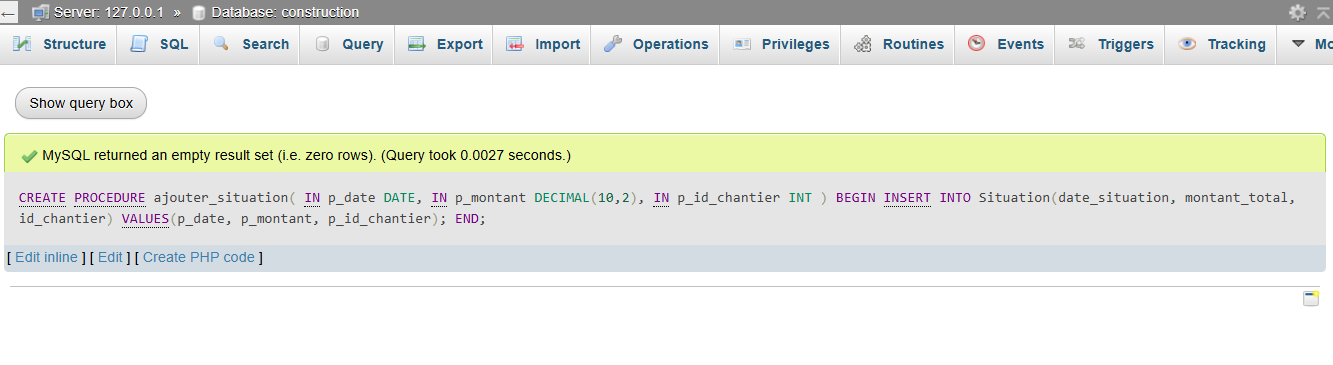 Server: 127.0.0.1 » Database: construction
Structure SQL Search Query Export Import Operations Privileges Routines Events Triggers Tracking
Show query box
MySQL returned an empty result set (i.e. zero rows). (Query took 0.0027 seconds.)
CREATE PROCEDURE ajouter_situation( IN p_date DATE, IN p_montant DECIMAL(10,2), IN p_id_chantier INT ) BEGIN INSERT INTO Situation(date_situation, montant_total,
id_chantier) VALUES(p_date, p_montant, p_id_chantier); END;
[ Edit inline ] [ Edit ] [ Create PHP code ]